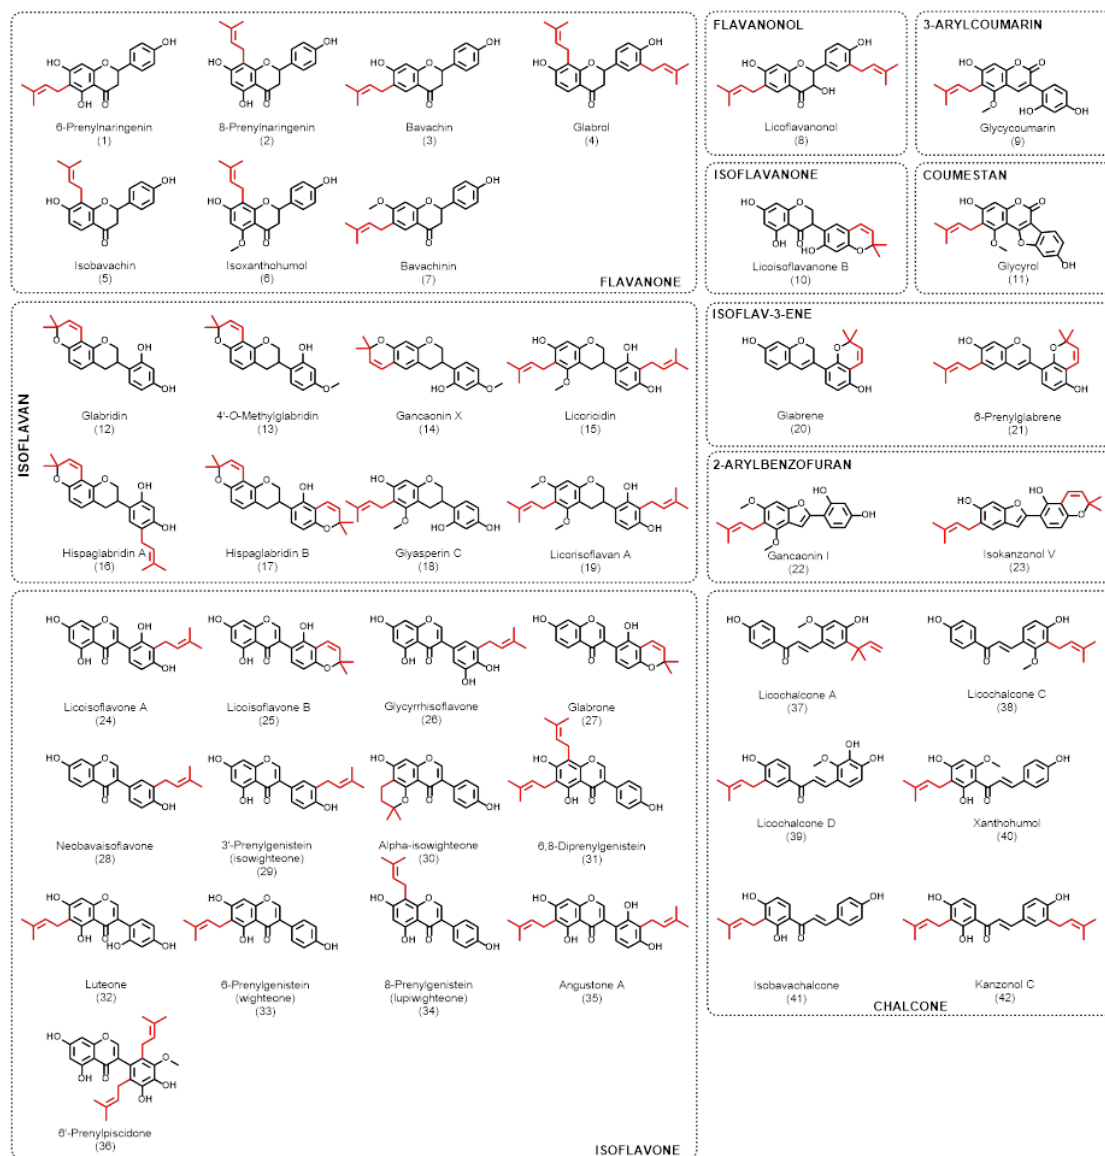 6-Prenylnaringenin
(1)
8-Prenylnaringenin
(2)
Bavachin
(3)
Glabrol
(4)
Isobavachin
(5)
Isoxanthohumol
(6)
Bavachinin
(7)
FLAVANONE
FLAVANONOL
Licoflavanonol
(8)
3-ARYLCOUMARIN
Glycycoumarin
(9)
ISOFLAVANONE
Licoisoflavanone B
(10)
COUMESTAN
Glycyrol
(11)
ISOFLAVAN
Glabridin
(12)
4'-O-Methylglabridin
(13)
Gancaonin X
(14)
Licoricidin
(15)
Hispaglabridin A
(16)
Hispaglabridin B
(17)
Glyasperin C
(18)
Licorisoflavan A
(19)
ISOFLAV-3-ENE
Glabrene
(20)
6-Prenylglabrene
(21)
2-ARYLBENZOFURAN
Gancaonin I
(22)
Isokanzonol V
(23)
Licoisoflavone A
(24)
Licoisoflavone B
(25)
Glycyrrhisoflavone
(26)
Glabrone
(27)
Neobavaisoflavone
(28)
3'-Prenylgenistein
(isowighteone)
(29)
Alpha-isowighteone
(30)
6,8-Diprenylgenistein
(31)
Luteone
(32)
6-Prenylgenistein
(wighteone)
(33)
8-Prenylgenistein
(lupiwighteone)
(34)
Angustone A
(35)
6'-Prenylpiscidone
(36)
ISOFLAVONE
Licochalcone A
(37)
Licochalcone C
(38)
Licochalcone D
(39)
Xanthohumol
(40)
Isobavachalcone
(41)
Kanzonol C
(42)
CHALCONE